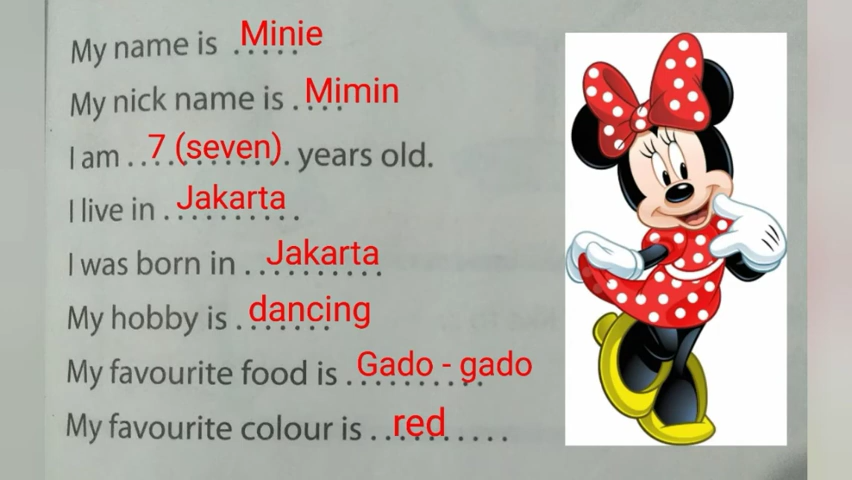 My name is ..... Minie
My nick name is .... Mimin
I am .. 7 (seven) . years old.
I live in .......... Jakarta
I was born in .......... Jakarta
My hobby is ....... dancing
My favourite food is .......... Gado - gado
My favourite colour is .......... red